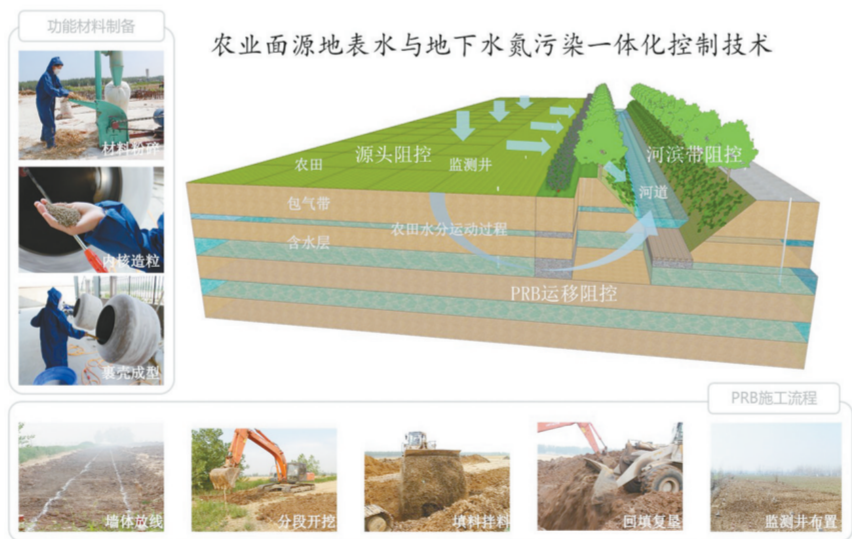 功能材料制备
农业面源地表水与地下水氮污染一体化控制技术
材料粉碎
内核造粒
裹壳成型
农田
源头阻控
监测井
河滨带阻控
河道
包气带
农田水分运动过程
含水层
PRB运移阻控
PRB施工流程
墙体放线
分段开挖
填料拌料
回填复垦
监测井布置